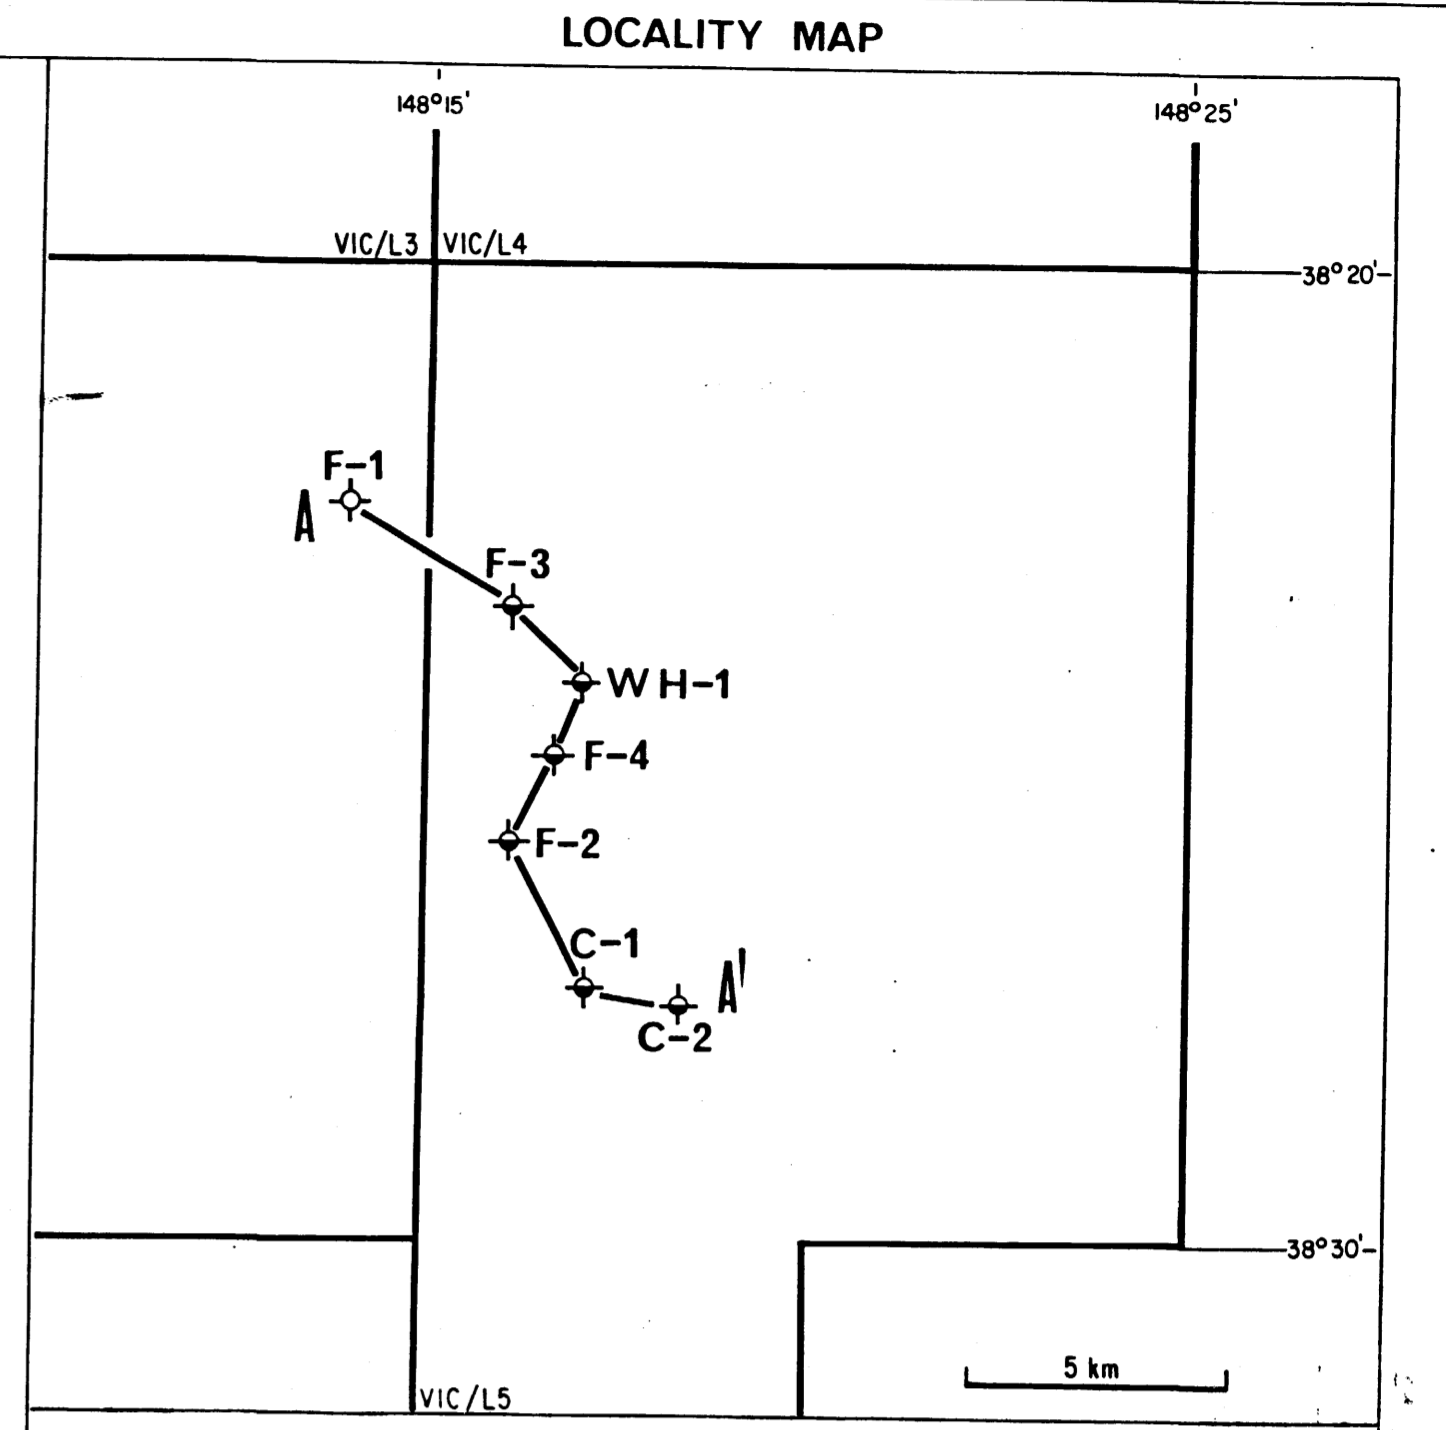 LOCALITY MAP
148°15'
148°25'
VIC/L3
VIC/L4
38°20'
F-1
A
F-3
WH-1
F-4
F-2
C-1
A'
C-2
38°30'
5 km
VIC/L5